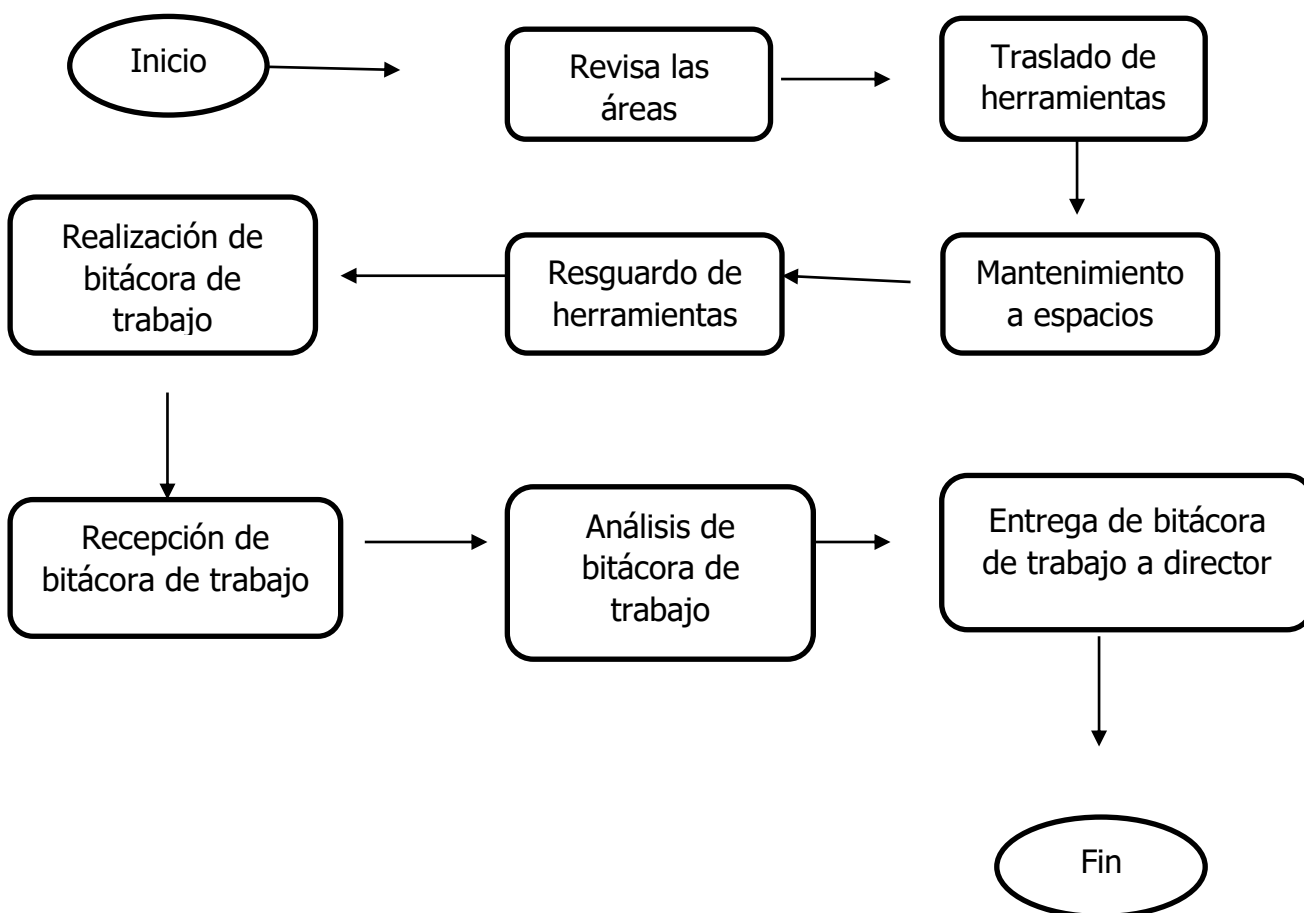 Inicio
Revisa las
áreas
Traslado de
herramientas
Mantenimiento
a espacios
Resguardo de
herramientas
Realización de
bitácora de
trabajo
Recepción de
bitácora de trabajo
Análisis de
bitácora de
trabajo
Entrega de bitácora
de trabajo a director
Fin